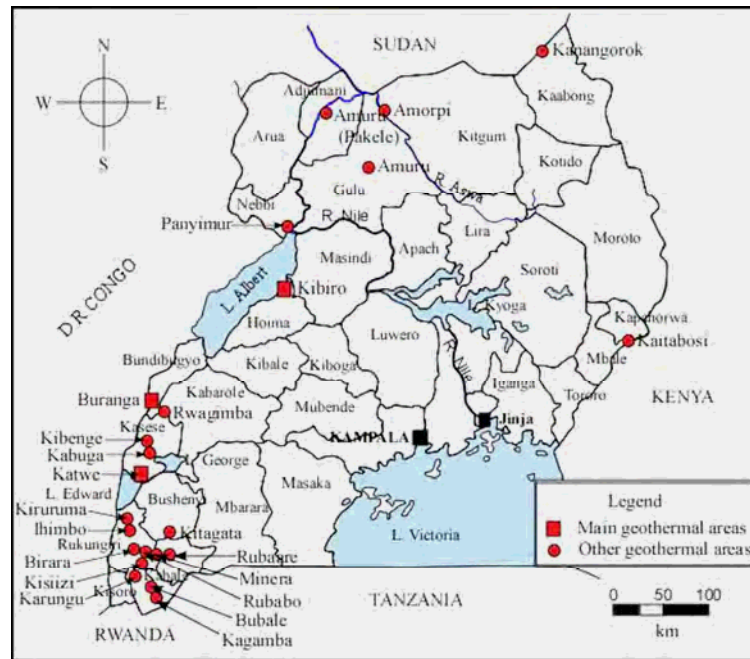 SUDAN
N
W E
S
Kanangorok
Kaabong
Adjumani
Amuru
(Pakele)
Amorpi
Arua
Kitgum
Kotido
Amuru
Gulu
R. Aswa
Nebbi
R. Nile
Panyimur
Apach
Lira
Moroto
Masindi
Soroti
L. Albert
Kibiro
D R CONGO
Hoima
L. Kyoga
Kapchorwa
Kaitabosi
Luwero
R. Nile
Mbale
Bundibugyo
Kibale
Kiboga
Iganga
Tororo
KENYA
Buranga
Kabarole
Rwagimba
Mubende
Jinja
Kasese
KAMPALA
Kibenge
Kabuga
George
Katwe
Masaka
L. Edward
Bushenyi
Mbarara
Kiruruma
Legend
Ihimbo
Kitagata
L. Victoria
Main geothermal areas
Rukungiri
Other geothermal areas
Birara
Rubaare
Kisiizi
Kabale
Minera
Karungu
Kisoro
Rubabo
TANZANIA
Bubale
0 50 100
RWANDA
Kagamba
km